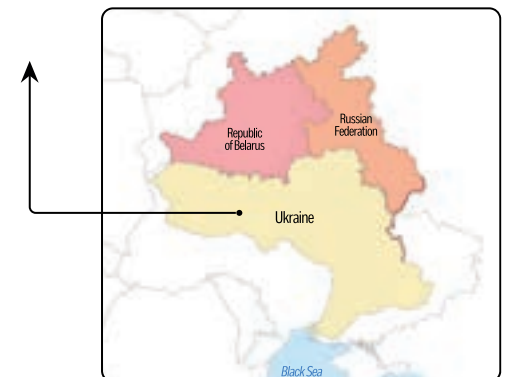 Republic
of Belarus
Russian
Federation
Ukraine
Black Sea